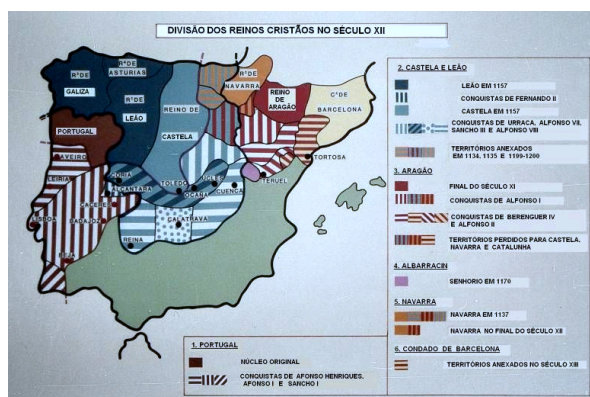 DIVISÃO DOS REINOS CRISTÃOS NO SÉCULO XII
Rº DE
GALIZA
Rº DE
ASTURIAS
Rº DE
LEÃO
REINO DE
CASTELA
Rº DE
NAVARRA
REINO
DE
ARAGÃO
Cº DE
BARCELONA
PORTUGAL
AVEIRO
LEIRIA
LISBOA
CORIA
ALCANTARA
CACERES
BADAJOZ
BEJA
TOLEDO
OCAÑA
UCLES
CUENCA
CALATRAVA
REINA
TERUEL
TORTOSA
1. PORTUGAL
NÚCLEO ORIGINAL
CONQUISTAS DE AFONSO HENRIQUES,
AFONSO I E SANCHO I
2. CASTELA E LEÃO
LEÃO EM 1157
CONQUISTAS DE FERNANDO II
CASTELA EM 1157
CONQUISTAS DE URRACA, ALFONSO VII,
SANCHO III E ALFONSO VIII
TERRITÓRIOS ANEXADOS
EM 1134, 1135 E 1199-1200
3. ARAGÃO
FINAL DO SÉCULO XI
CONQUISTAS DE ALFONSO I
CONQUISTAS DE BERENGUER IV
E ALFONSO II
TERRITÓRIOS PERDIDOS PARA CASTELA,
NAVARRA E CATALUNHA
4. ALBARRACIN
SENHORIO EM 1170
5. NAVARRA
NAVARRA EM 1137
NAVARRA NO FINAL DO SÉCULO XII
6. CONDADO DE BARCELONA
TERRITÓRIOS ANEXADOS NO SÉCULO XIII